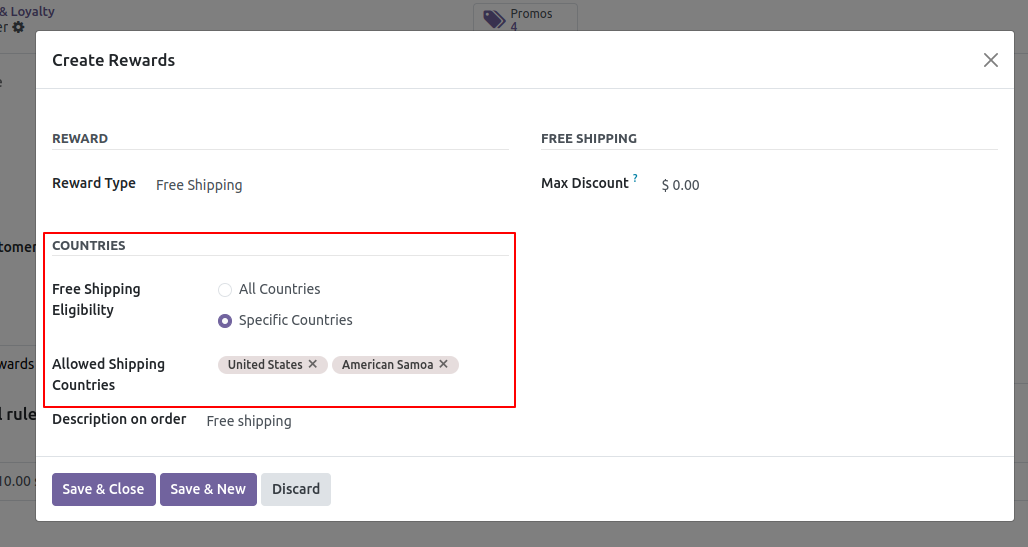 & Loyalty
er
Promos
4
Create Rewards
REWARD
FREE SHIPPING
Reward Type Free Shipping
Max Discount ? $ 0.00
tomer
COUNTRIES
Free Shipping
Eligibility
All Countries
Specific Countries
wards
Allowed Shipping
Countries
United States ✕ American Samoa ✕
l rule
Description on order Free shipping
10.00
Save & Close Save & New Discard